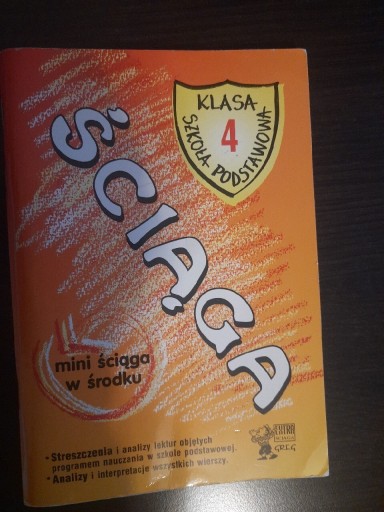 KLASA
4
SZKOŁA PODSTAWOWA
ŚCIĄGA
mini ściąga
w środku
• Streszczenia i analizy lektur objętych
programem nauczania w szkole podstawowej.
• Analizy i interpretacje wszystkich wierszy.
GREG